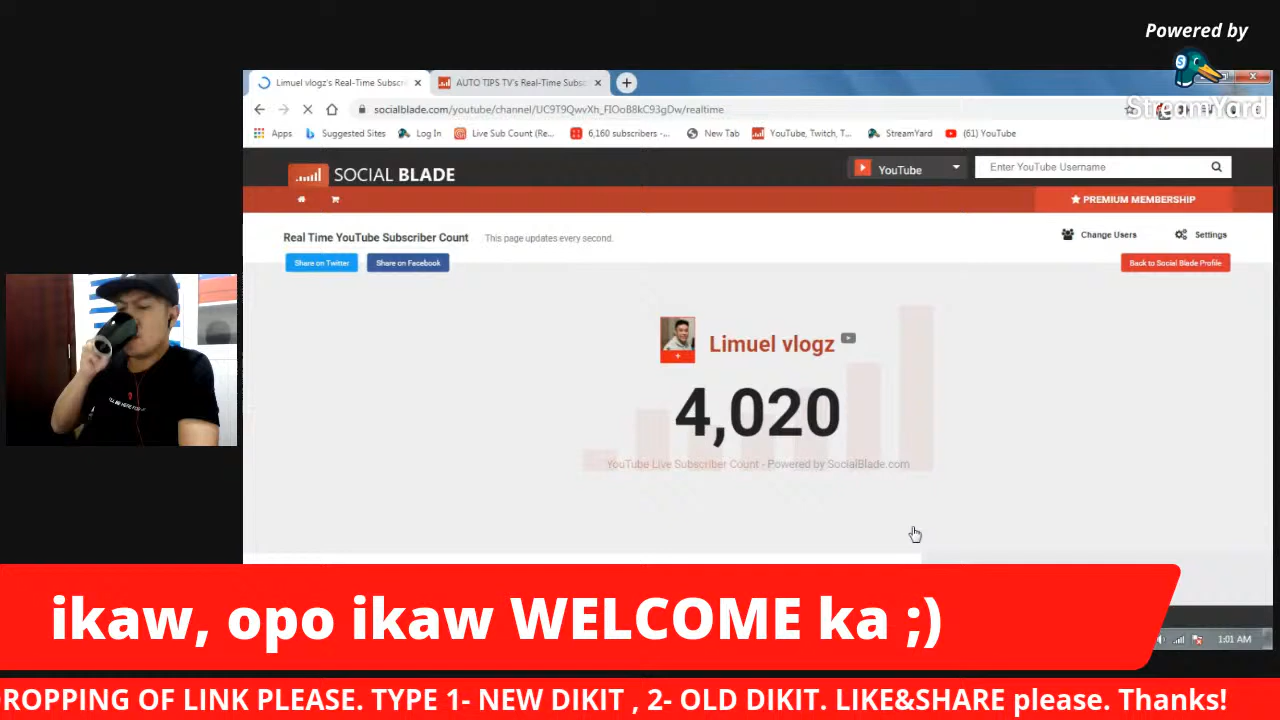 Powered by
StreamYard
Limuel vlogz's Real-Time Subscri
AUTO TIPS TV's Real-Time Subsc
socialblade.com/youtube/channel/UC9T9QwvXh_FIOoB8kC93gDw/realtime
Apps
Suggested Sites
Log In
Live Sub Count (Re...
6,160 subscribers -...
New Tab
YouTube, Twitch, T...
StreamYard
(61) YouTube
SOCIAL BLADE
YouTube
Enter YouTube Username
PREMIUM MEMBERSHIP
Real Time YouTube Subscriber Count
This page updates every second.
Change Users
Settings
Share on Twitter
Share on Facebook
Back to Social Blade Profile
Limuel vlogz
4,020
YouTube Live Subscriber Count - Powered by SocialBlade.com
ikaw, opo ikaw WELCOME ka ;)
1:01 AM
ROPPING OF LINK PLEASE. TYPE 1- NEW DIKIT , 2- OLD DIKIT. LIKE&SHARE please. Thanks!